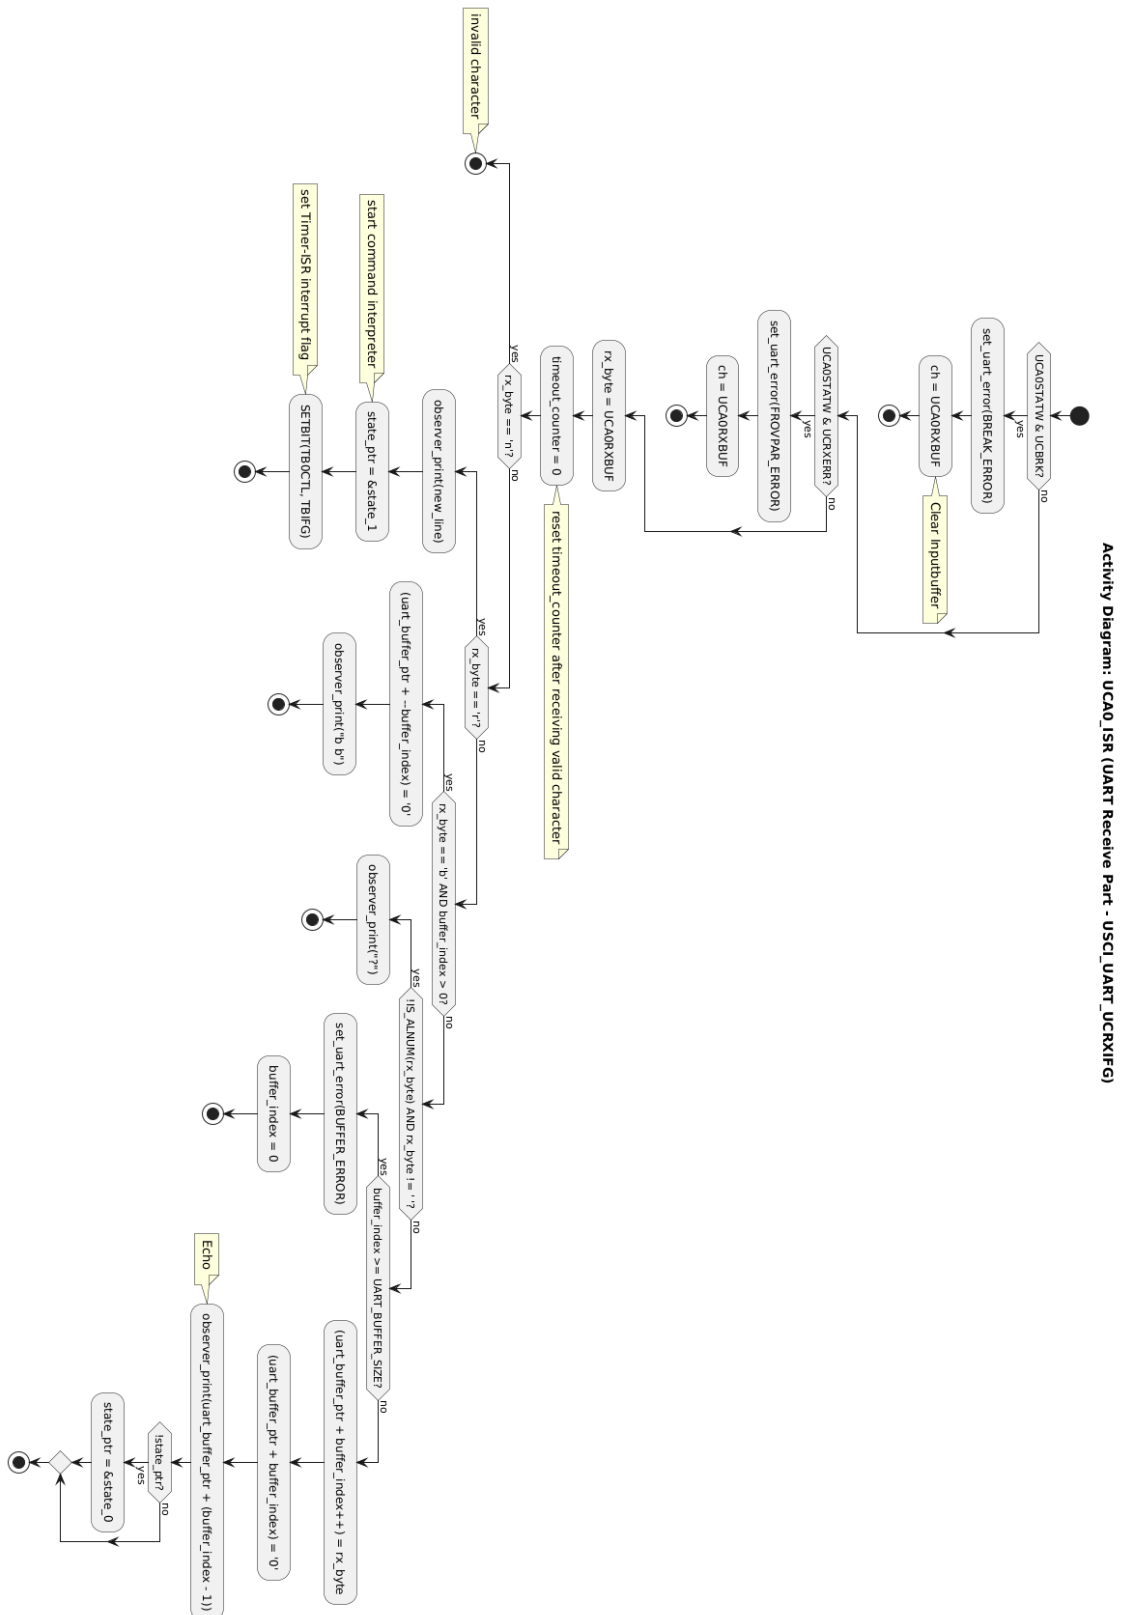 Activity Diagram: UCA0_ISR (UART Receive Part - USCI_UART_UCRXIFG)
UCA0STATW & UCBRK?
no
yes
set_uart_error(BREAK_ERROR)
ch = UCA0RXBUF
Clear Inputbuffer
UCA0STATW & UCRXERR?
no
yes
set_uart_error(FROVPAR_ERROR)
ch = UCA0RXBUF
rx_byte = UCA0RXBUF
timeout_counter = 0
reset timeout_counter after receiving valid character
yes
rx_byte == 'n'?
no
invalid character
yes
rx_byte == 'r'?
no
observer_print(new_line)
start command interpreter
state_ptr = &state_1
set Timer-ISR interrupt flag
SETBIT(TB0CTL, TBIFG)
yes
rx_byte == 'b' AND buffer_index > 0?
no
(uart_buffer_ptr + --buffer_index) = '0'
observer_print("b b")
yes
!IS_ALNUM(rx_byte) AND rx_byte != ' '?
no
observer_print("?")
yes
buffer_index >= UART_BUFFER_SIZE?
no
set_uart_error(BUFFER_ERROR)
buffer_index = 0
(uart_buffer_ptr + buffer_index++) = rx_byte
(uart_buffer_ptr + buffer_index) = '0'
Echo
observer_print(uart_buffer_ptr + (buffer_index - 1))
!state_ptr?
no
yes
state_ptr = &state_0